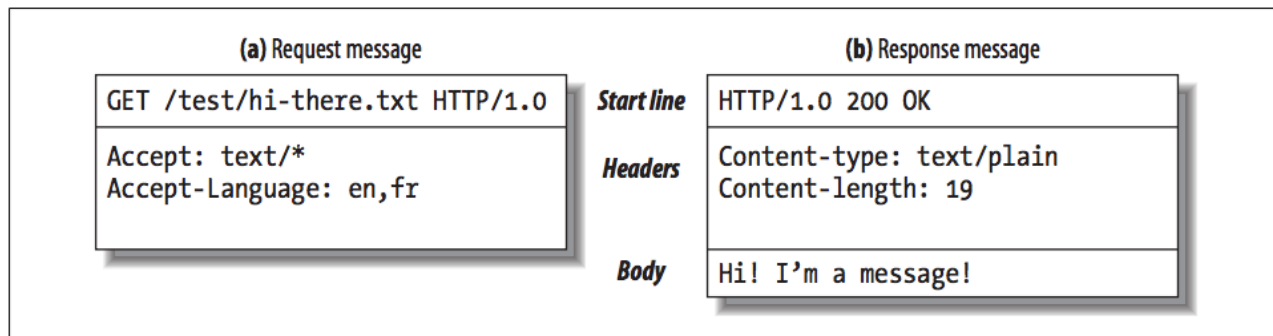 (a) Request message
GET /test/hi-there.txt HTTP/1.0
Accept: text/*
Accept-Language: en,fr
Start line
Headers
Body
(b) Response message
HTTP/1.0 200 OK
Content-type: text/plain
Content-length: 19
Hi! I’m a message!